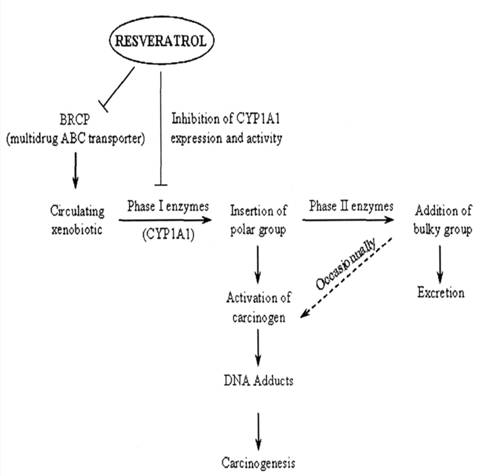 RESVERATROL
BRCP
(multidrug ABC transporter)
Inhibition of CYP1A1
expression and activity
Circulating
xenobiotic
Phase I enzymes
(CYP1A1)
Insertion of
polar group
Phase II enzymes
Addition of
bulky group
Occasionnally
Activation of
carcinogen
Excretion
DNA Adducts
Carcinogenesis